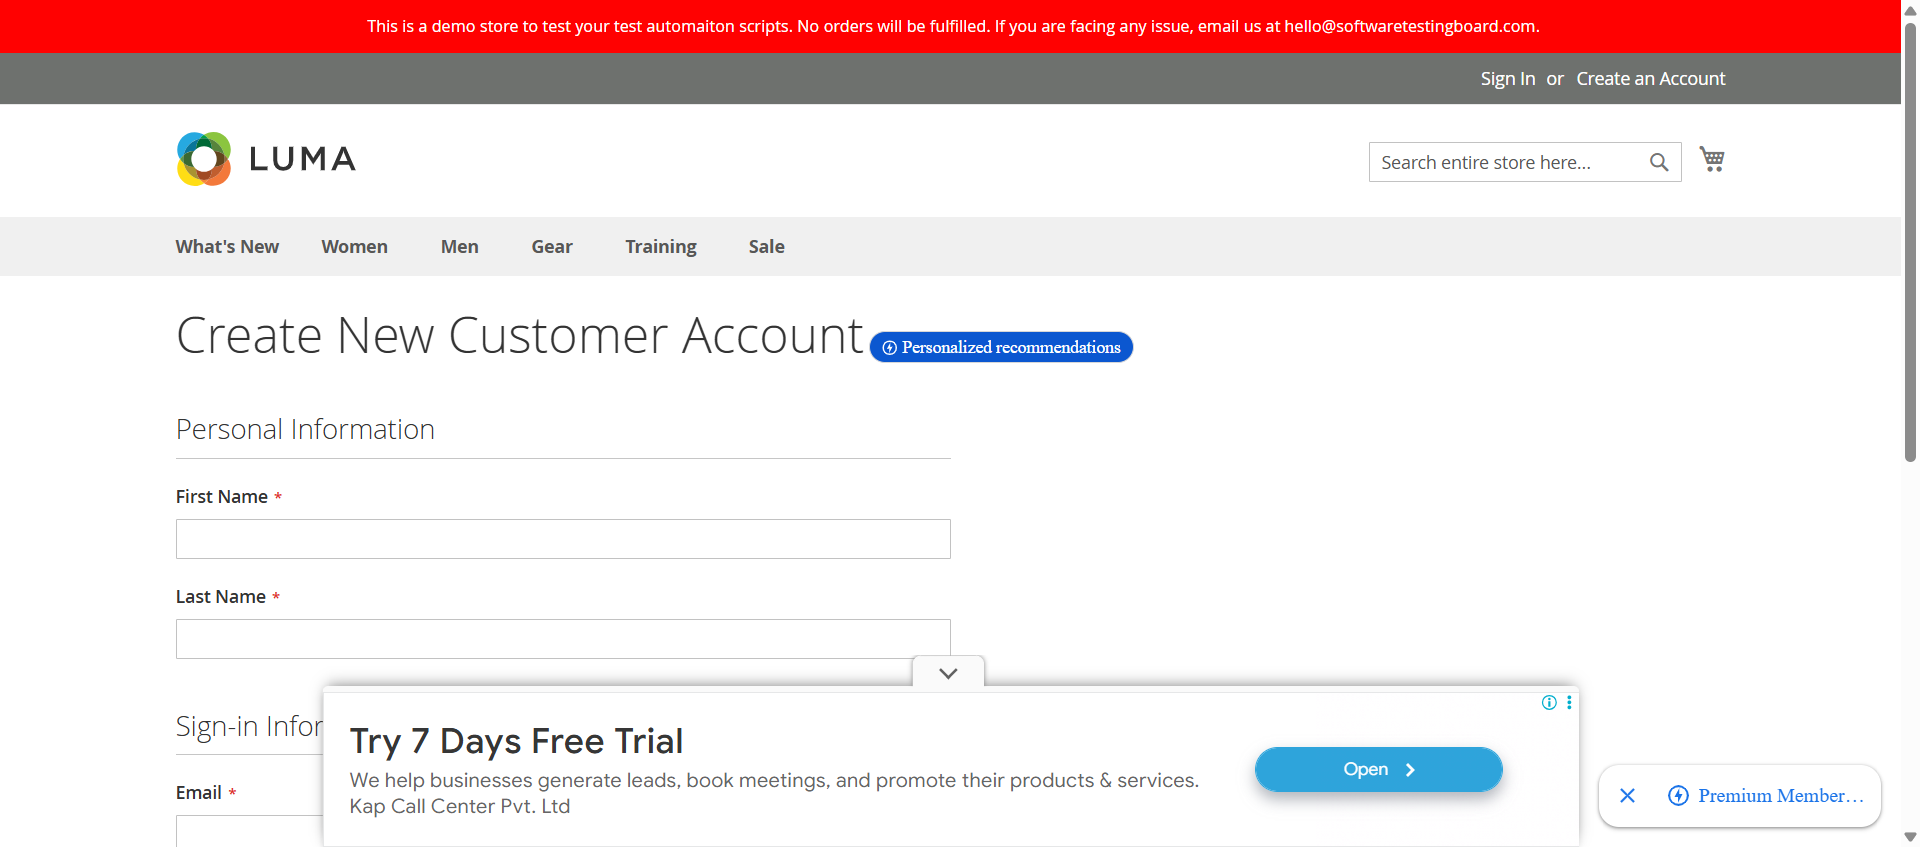 This is a demo store to test your test automaiton scripts. No orders will be fulfilled. If you are facing any issue, email us at hello@softwaretestingboard.com.
Sign In or Create an Account
LUMA
Search entire store here...
What's New Women Men Gear Training Sale
Create New Customer Account
Personalized recommendations
Personal Information
First Name *
Last Name *
Sign-in Infor
Try 7 Days Free Trial
We help businesses generate leads, book meetings, and promote their products & services.
Kap Call Center Pvt. Ltd
Open
Email *
Premium Member...